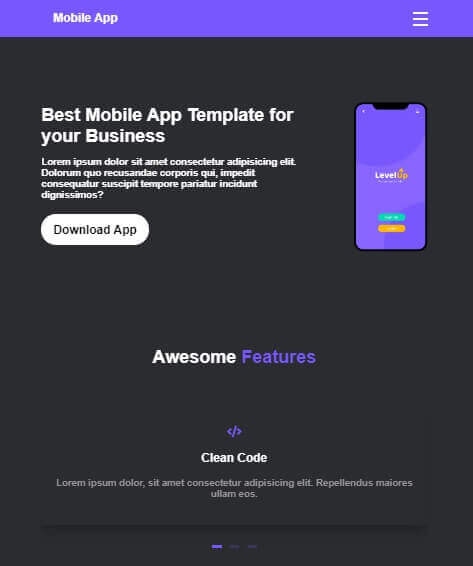 Mobile App
Best Mobile App Template for
your Business
Lorem ipsum dolor sit amet consectetur adipisicing elit.
Dolorum quo recusandae corporis qui, impedit
consequatur suscipit tempore pariatur incidunt
dignissimos?
Download App
LevelUp
Awesome Features
Clean Code
Lorem ipsum dolor, sit amet consectetur adipisicing elit. Repellendus maiores
ullam eos.